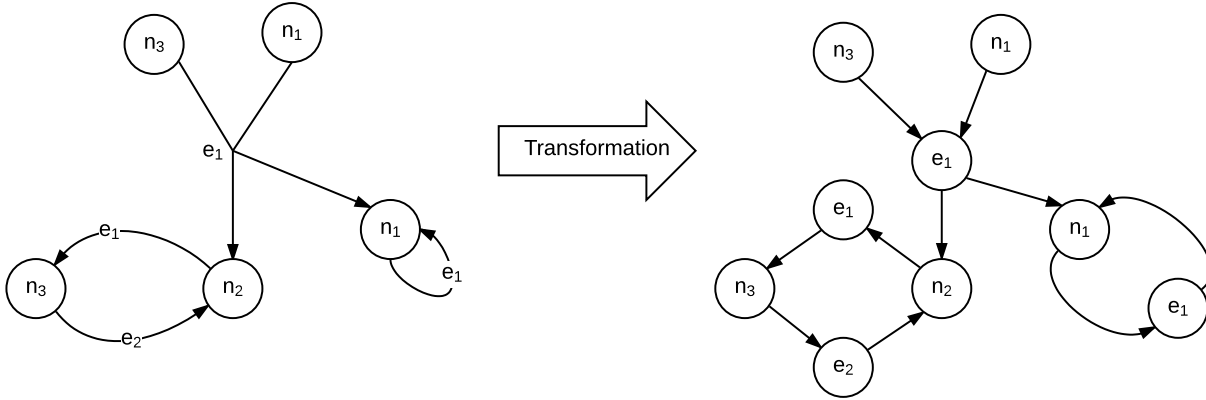 n₃
n₁
e₁
e₁
n₃
n₂
e₂
n₁
e₁
Transformation
n₃
n₁
e₁
e₁
n₃
n₂
e₂
n₁
e₁